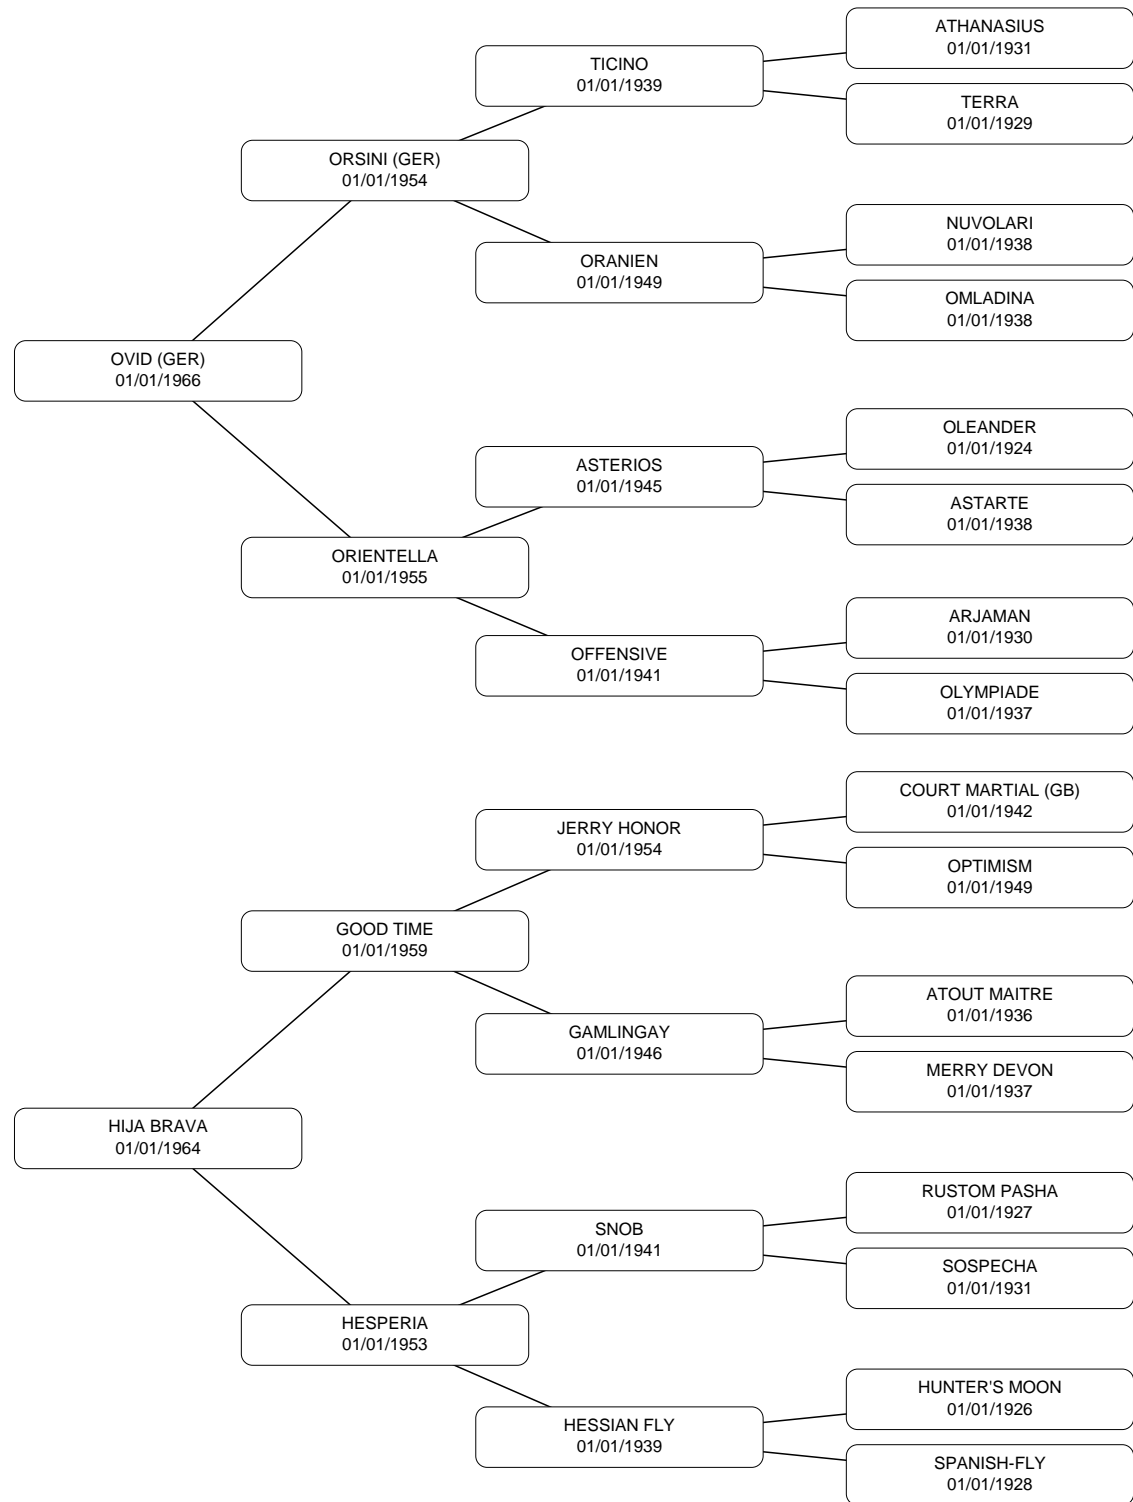 ATHANASIUS
01/01/1931
TICINO
01/01/1939
TERRA
01/01/1929
ORSINI (GER)
01/01/1954
NUVOLARI
01/01/1938
ORANIEN
01/01/1949
OMLADINA
01/01/1938
OVID (GER)
01/01/1966
OLEANDER
01/01/1924
ASTERIOS
01/01/1945
ASTARTE
01/01/1938
ORIENTELLA
01/01/1955
ARJAMAN
01/01/1930
OFFENSIVE
01/01/1941
OLYMPIADE
01/01/1937
COURT MARTIAL (GB)
01/01/1942
JERRY HONOR
01/01/1954
OPTIMISM
01/01/1949
GOOD TIME
01/01/1959
ATOUT MAITRE
01/01/1936
GAMLINGAY
01/01/1946
MERRY DEVON
01/01/1937
HIJA BRAVA
01/01/1964
RUSTOM PASHA
01/01/1927
SNOB
01/01/1941
SOSPECHA
01/01/1931
HESPERIA
01/01/1953
HUNTER'S MOON
01/01/1926
HESSIAN FLY
01/01/1939
SPANISH-FLY
01/01/1928